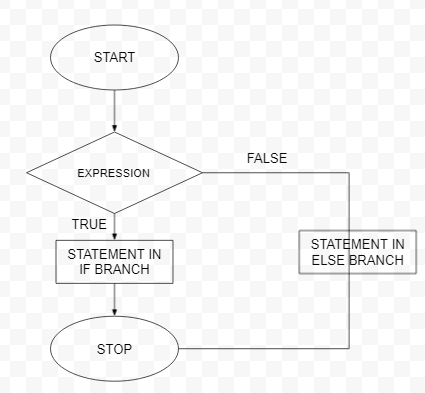 START
EXPRESSION
FALSE
TRUE
STATEMENT IN
IF BRANCH
STATEMENT IN
ELSE BRANCH
STOP